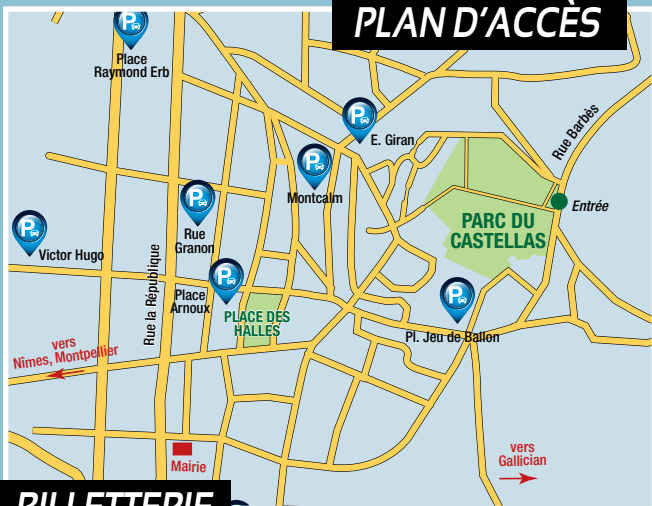 PLAN D'ACCÈS
P
Place
Raymond Erb
P
E. Giran
Rue Barbès
P
Montcalm
Entrée
P
Rue
Granon
PARC DU
CASTELLAS
P
Victor Hugo
Rue la République
P
Place
Arnoux
PLACE DES
HALLES
P
Pl. Jeu de Ballon
vers
Nîmes, Montpellier
Mairie
vers
Gallician
BILLETTERIE